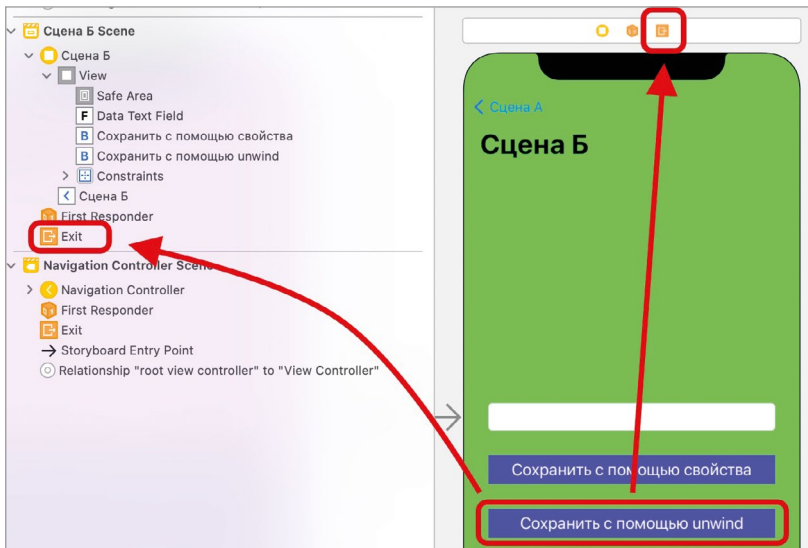 Сцена Б Scene
Сцена Б
View
Safe Area
F Data Text Field
B Сохранить с помощью свойства
B Сохранить с помощью unwind
Constraints
Сцена Б
First Responder
Exit
Navigation Controller Scene
Navigation Controller
First Responder
Exit
Storyboard Entry Point
Relationship "root view controller" to "View Controller"
Сцена А
Сцена Б
Сохранить с помощью свойства
Сохранить с помощью unwind